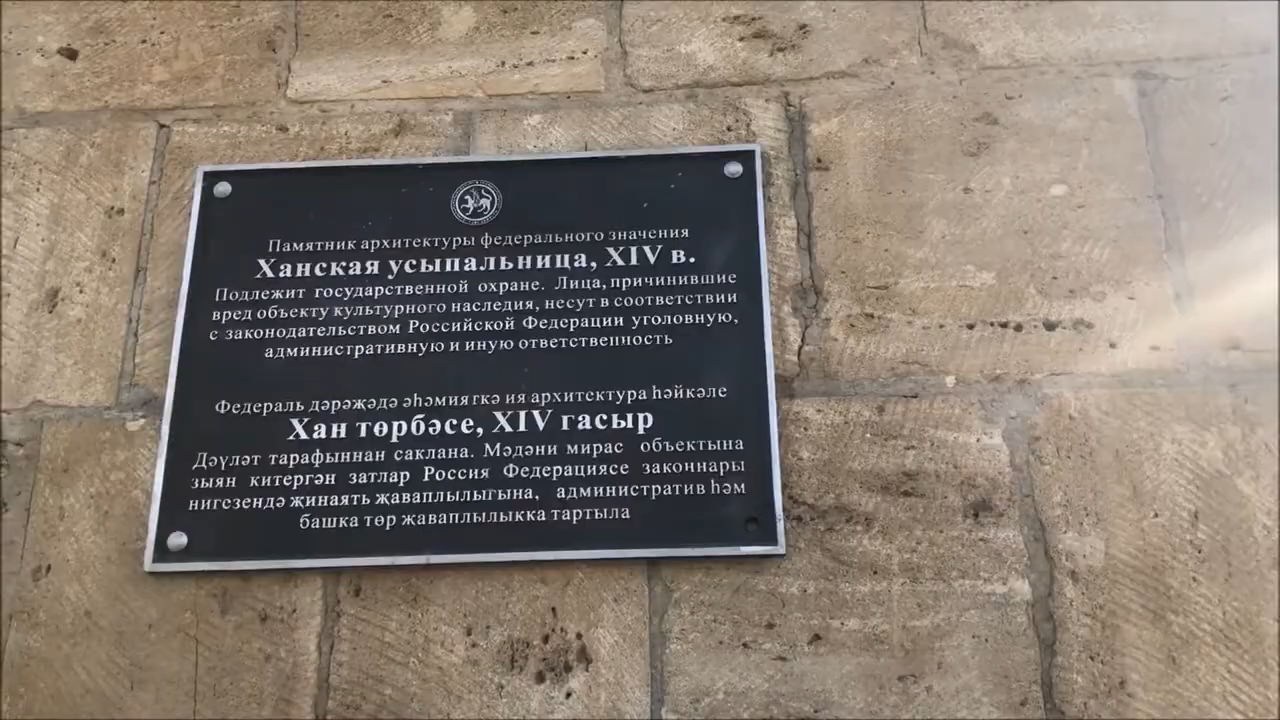 Памятник архитектуры федерального значения
Ханская усыпальница, XIV в.
Подлежит государственной охране. Лица, причинившие
вред объекту культурного наследия, несут в соответствии
с законодательством Российской Федерации уголовную,
административную и иную ответственность
Федераль дәрәҗәдә әһәмияткә ия архитектура һәйкәле
Хан төрбәсе, XIV гасыр
Дәүләт тарафыннан саклана. Мәдәни мирас объектына
зыян китергән затлар Россия Федерациясе законнары
нигезендә җинаять җаваплылыгына, административ һәм
башка төр җаваплылыкка тартыла